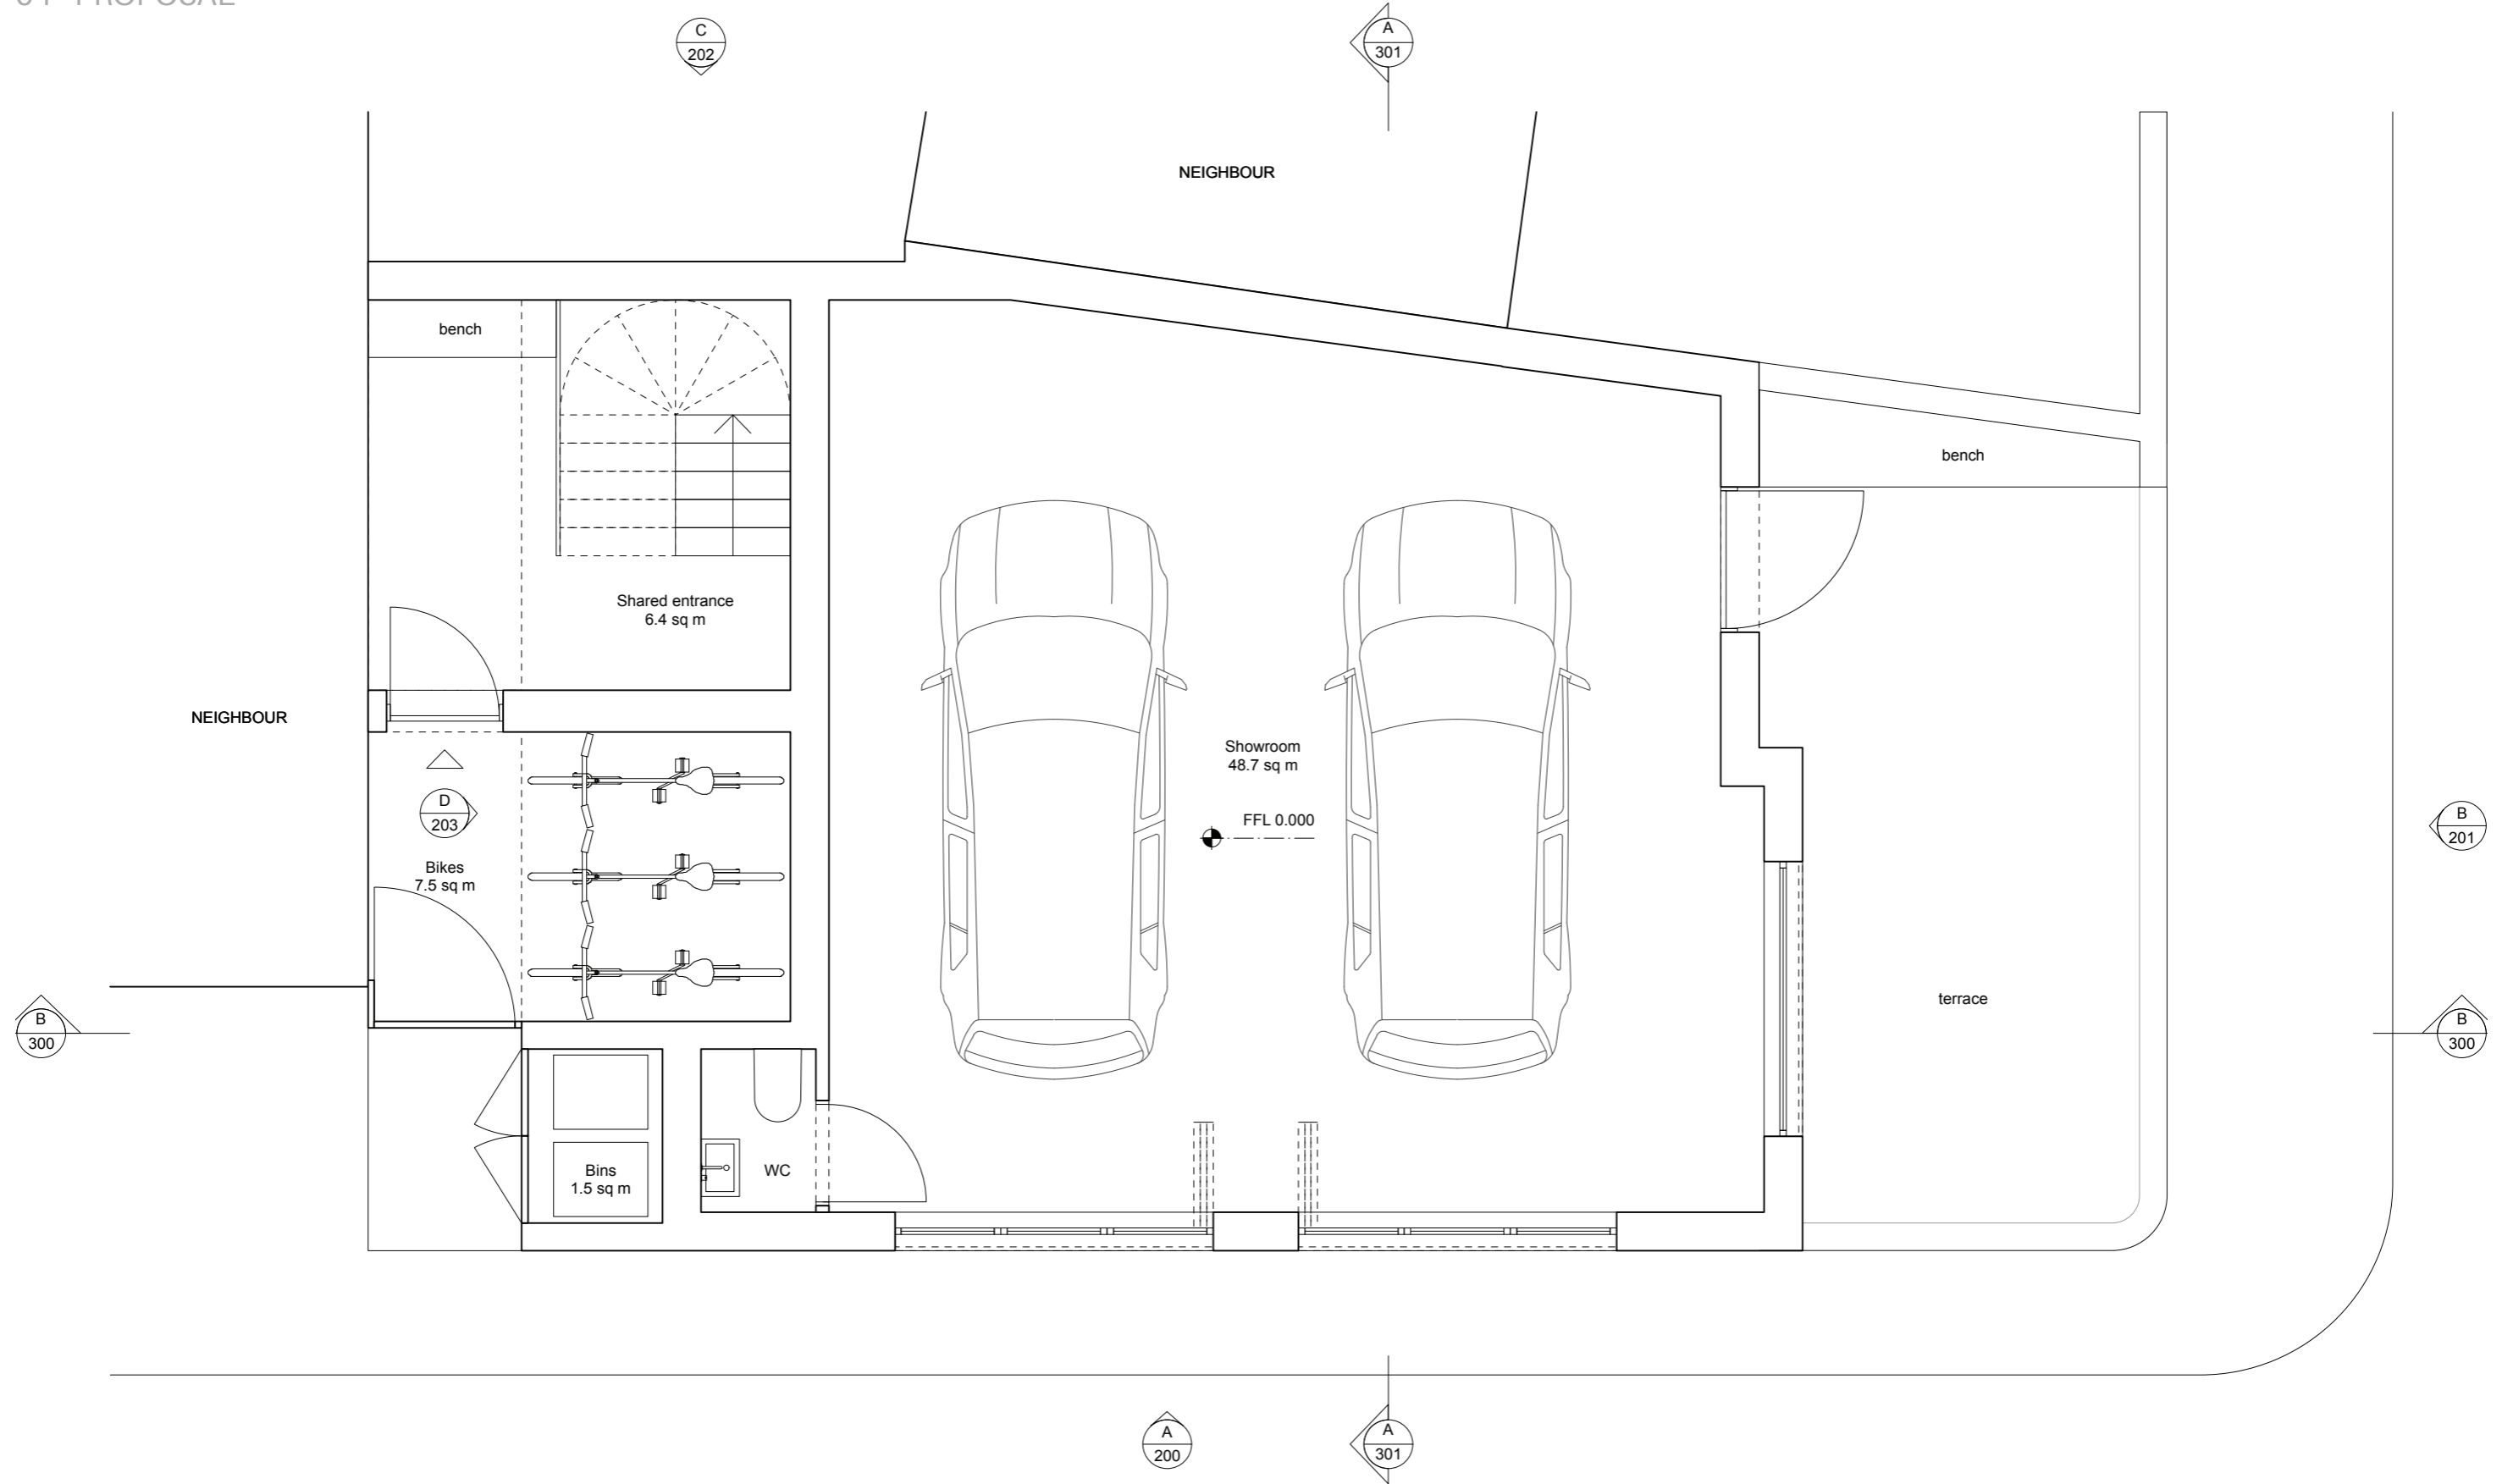 C
202
A
301
NEIGHBOUR
bench
bench
Shared entrance
6.4 sq m
NEIGHBOUR
Showroom
48.7 sq m
FFL 0.000
D
203
B
201
Bikes
7.5 sq m
terrace
B
300
B
300
Bins
1.5 sq m
WC
A
200
A
301